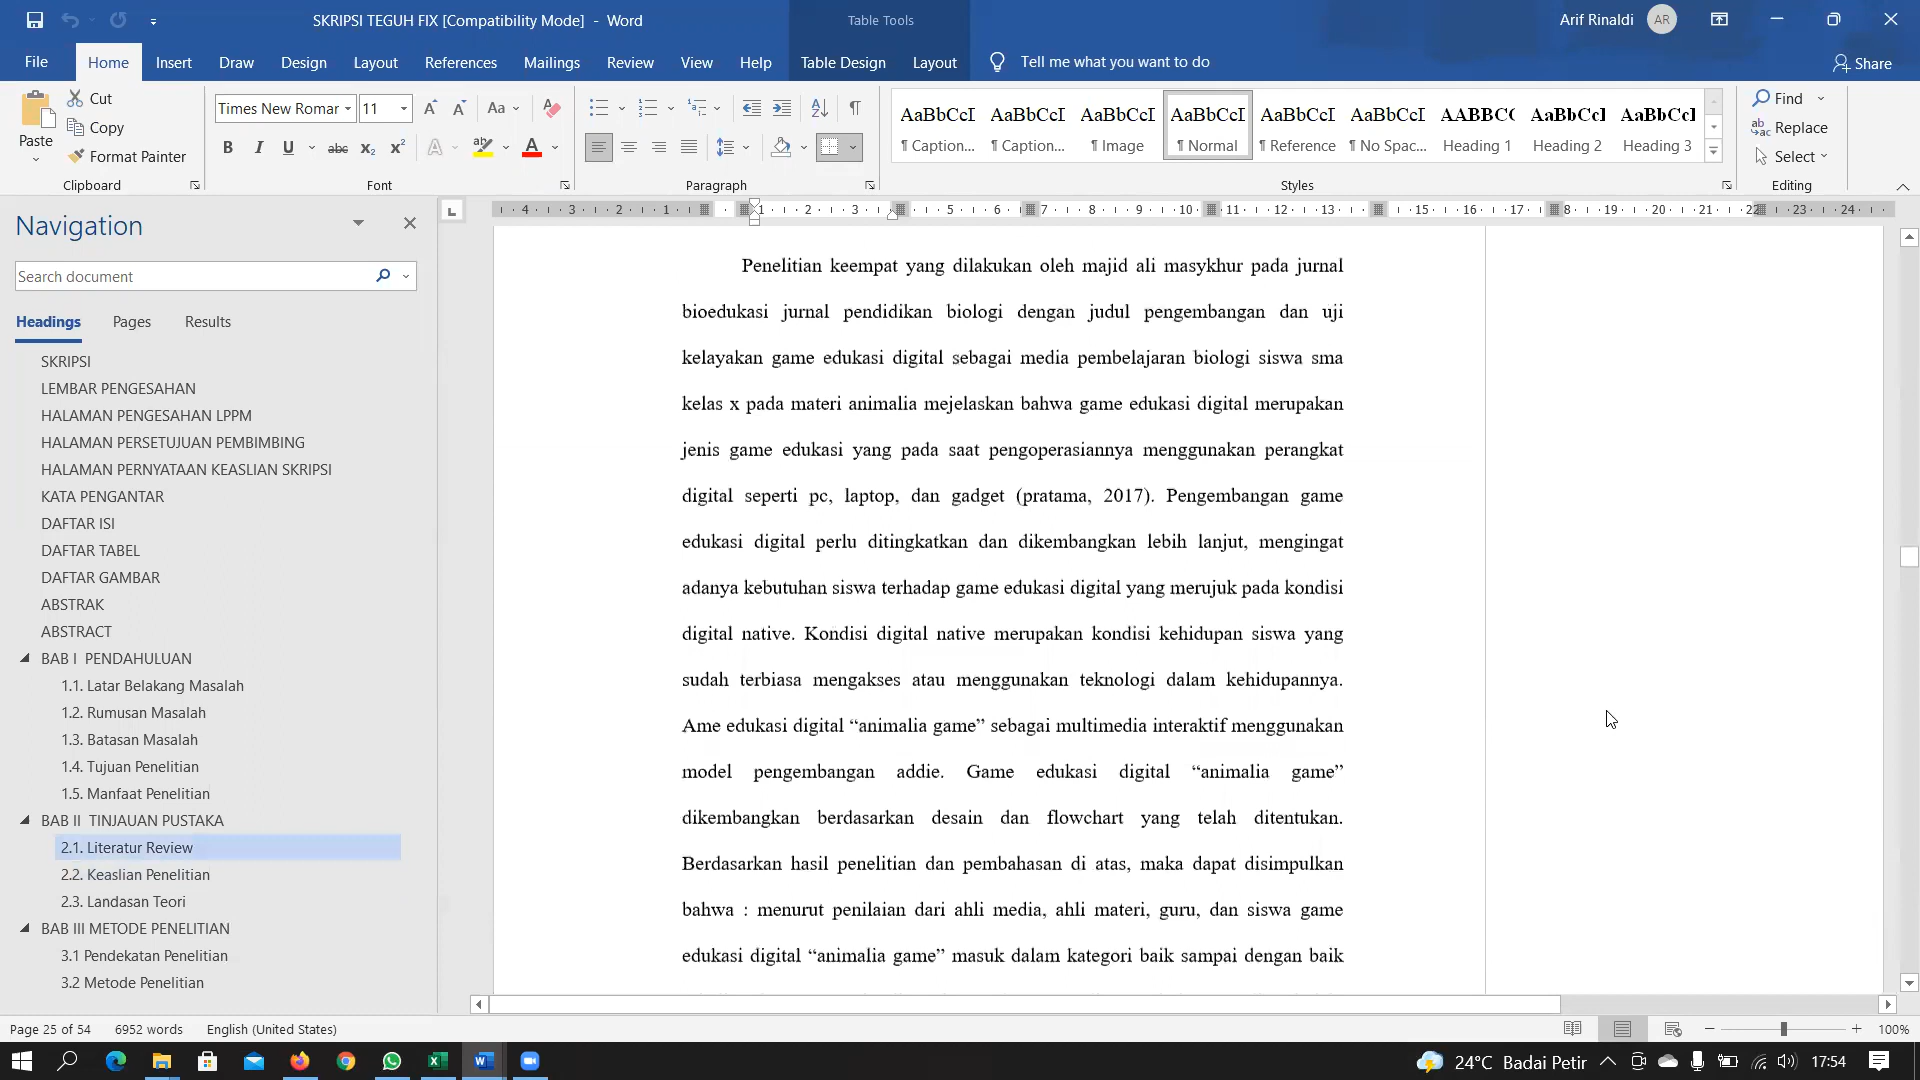 SKRIPSI TEGUH FIX [Compatibility Mode] - Word
Table Tools
Arif Rinaldi
AR
File
Home
Insert
Draw
Design
Layout
References
Mailings
Review
View
Help
Table Design
Layout
Tell me what you want to do
Share
Paste
Cut
Copy
Format Painter
Clipboard
Times New Romar
11
Font
Paragraph
AaBbCcI
¶ Caption...
AaBbCcI
¶ Caption...
AaBbCcI
¶ Image
AaBbCcI
¶ Normal
AaBbCcI
¶ Reference
AaBbCcI
¶ No Spac...
AABBC(
Heading 1
AaBbCcI
Heading 2
AaBbCcI
Heading 3
Styles
Find
Replace
Select
Editing
Navigation
Search document
Headings
Pages
Results
SKRIPSI
LEMBAR PENGESAHAN
HALAMAN PENGESAHAN LPPM
HALAMAN PERSETUJUAN PEMBIMBING
HALAMAN PERNYATAAN KEASLIAN SKRIPSI
KATA PENGANTAR
DAFTAR ISI
DAFTAR TABEL
DAFTAR GAMBAR
ABSTRAK
ABSTRACT
BAB I PENDAHULUAN
1.1. Latar Belakang Masalah
1.2. Rumusan Masalah
1.3. Batasan Masalah
1.4. Tujuan Penelitian
1.5. Manfaat Penelitian
BAB II TINJAUAN PUSTAKA
2.1. Literatur Review
2.2. Keaslian Penelitian
2.3. Landasan Teori
BAB III METODE PENELITIAN
3.1 Pendekatan Penelitian
3.2 Metode Penelitian
Penelitian keempat yang dilakukan oleh majid ali masykhur pada jurnal
bioedukasi jurnal pendidikan biologi dengan judul pengembangan dan uji
kelayakan game edukasi digital sebagai media pembelajaran biologi siswa sma
kelas x pada materi animalia mejelaskan bahwa game edukasi digital merupakan
jenis game edukasi yang pada saat pengoperasiannya menggunakan perangkat
digital seperti pc, laptop, dan gadget (pratama, 2017). Pengembangan game
edukasi digital perlu ditingkatkan dan dikembangkan lebih lanjut, mengingat
adanya kebutuhan siswa terhadap game edukasi digital yang merujuk pada kondisi
digital native. Kondisi digital native merupakan kondisi kehidupan siswa yang
sudah terbiasa mengakses atau menggunakan teknologi dalam kehidupannya.
Ame edukasi digital “animalia game” sebagai multimedia interaktif menggunakan
model pengembangan addie. Game edukasi digital “animalia game”
dikembangkan berdasarkan desain dan flowchart yang telah ditentukan.
Berdasarkan hasil penelitian dan pembahasan di atas, maka dapat disimpulkan
bahwa : menurut penilaian dari ahli media, ahli materi, guru, dan siswa game
edukasi digital “animalia game” masuk dalam kategori baik sampai dengan baik
Page 25 of 54
6952 words
English (United States)
100%
24°C Badai Petir
17:54